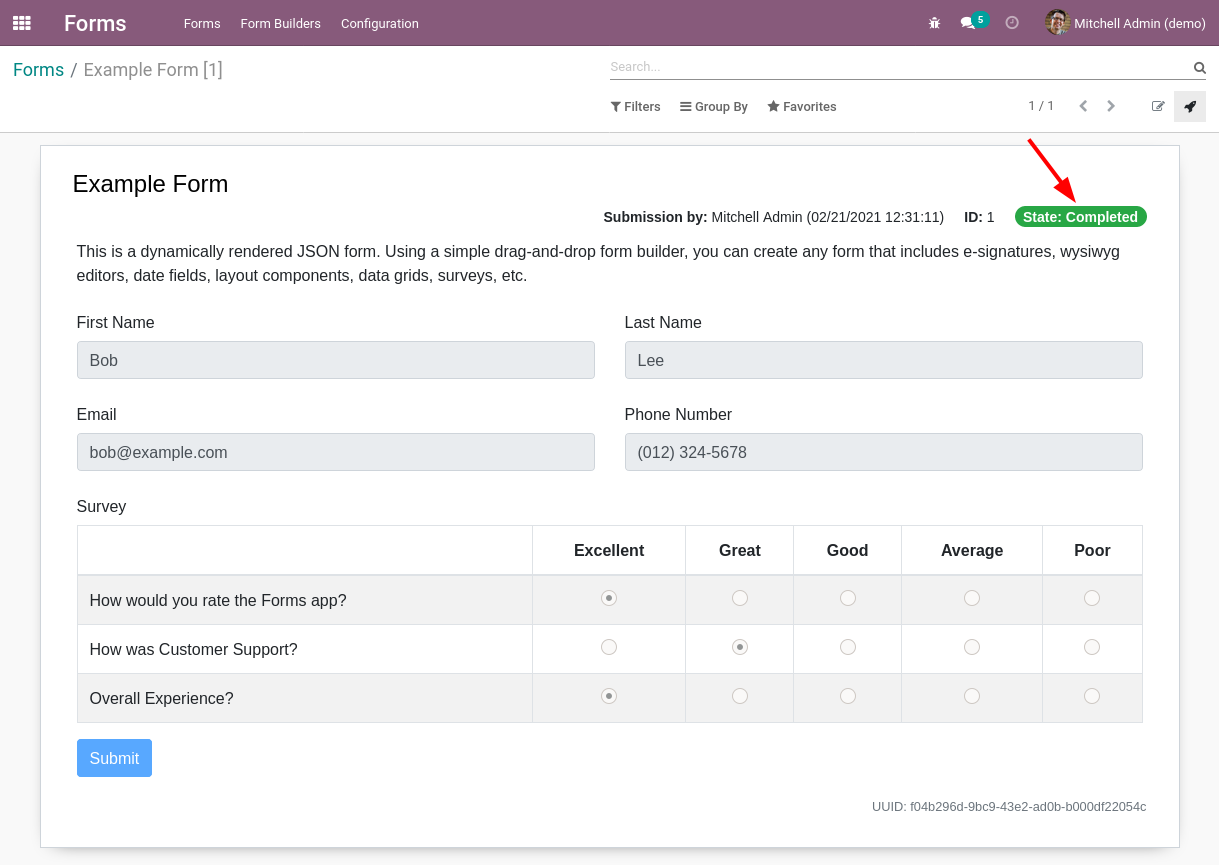 Forms Forms Form Builders Configuration 5 Mitchell Admin (demo)
Forms / Example Form [1] Search...
Filters Group By Favorites 1 / 1
Example Form
Submission by: Mitchell Admin (02/21/2021 12:31:11) ID: 1 State: Completed
This is a dynamically rendered JSON form. Using a simple drag-and-drop form builder, you can create any form that includes e-signatures, wysiwyg
editors, date fields, layout components, data grids, surveys, etc.
First Name Last Name
Bob Lee
Email Phone Number
bob@example.com (012) 324-5678
Survey
Excellent Great Good Average Poor
How would you rate the Forms app?
How was Customer Support?
Overall Experience?
Submit
UUID: f04b296d-9bc9-43e2-ad0b-b000df22054c